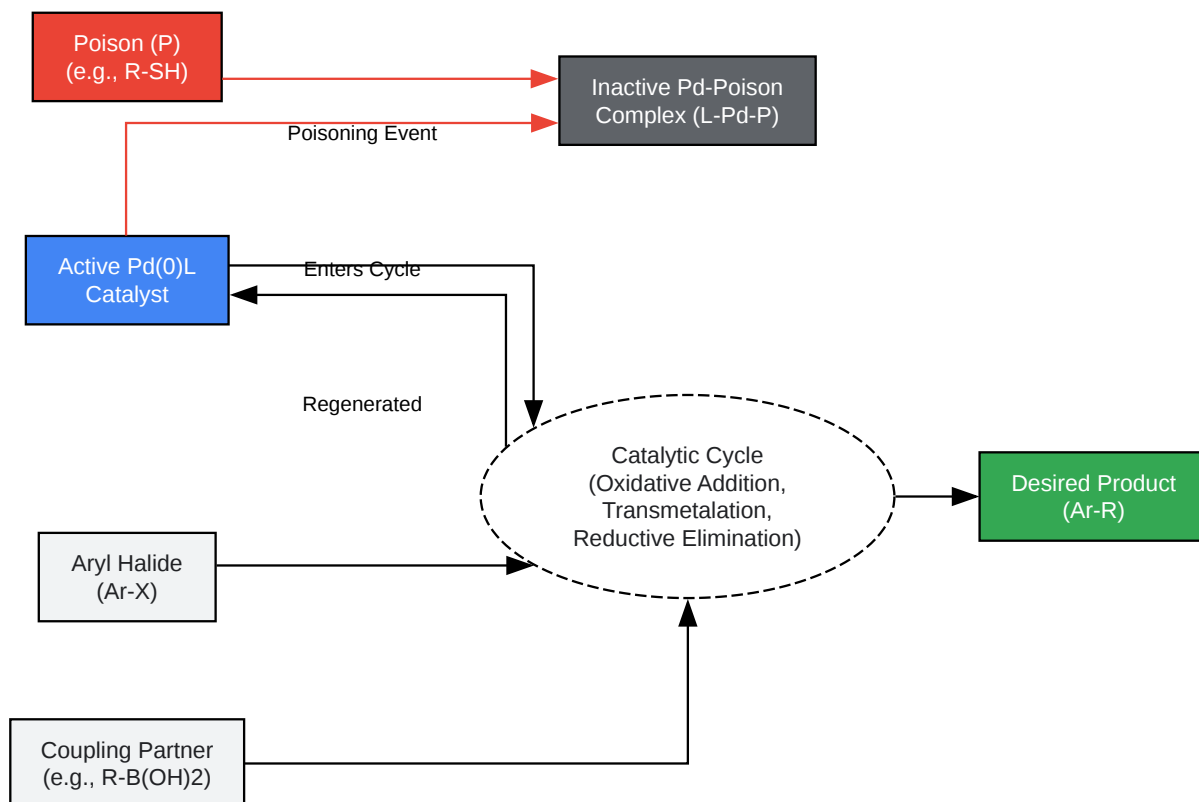 Poison (P)
(e.g., R-SH)
Inactive Pd-Poison
Complex (L-Pd-P)
Poisoning Event
Active Pd(0)L
Catalyst
Enters Cycle
Regenerated
Catalytic Cycle
(Oxidative Addition,
Transmetalation,
Reductive Elimination)
Desired Product
(Ar-R)
Aryl Halide
(Ar-X)
Coupling Partner
(e.g., R-B(OH)2)